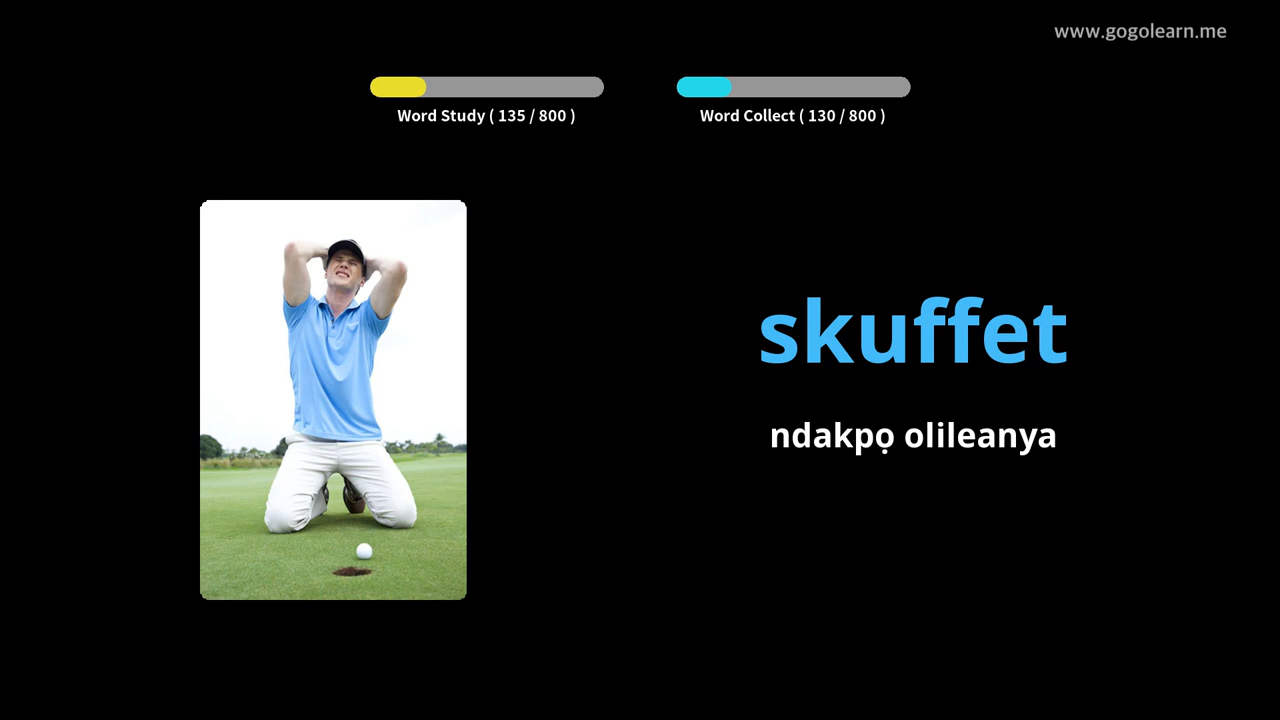 www.gogolearn.me
Word Study ( 135 / 800 )
Word Collect ( 130 / 800 )
skuffet
ndakpọ olileanya